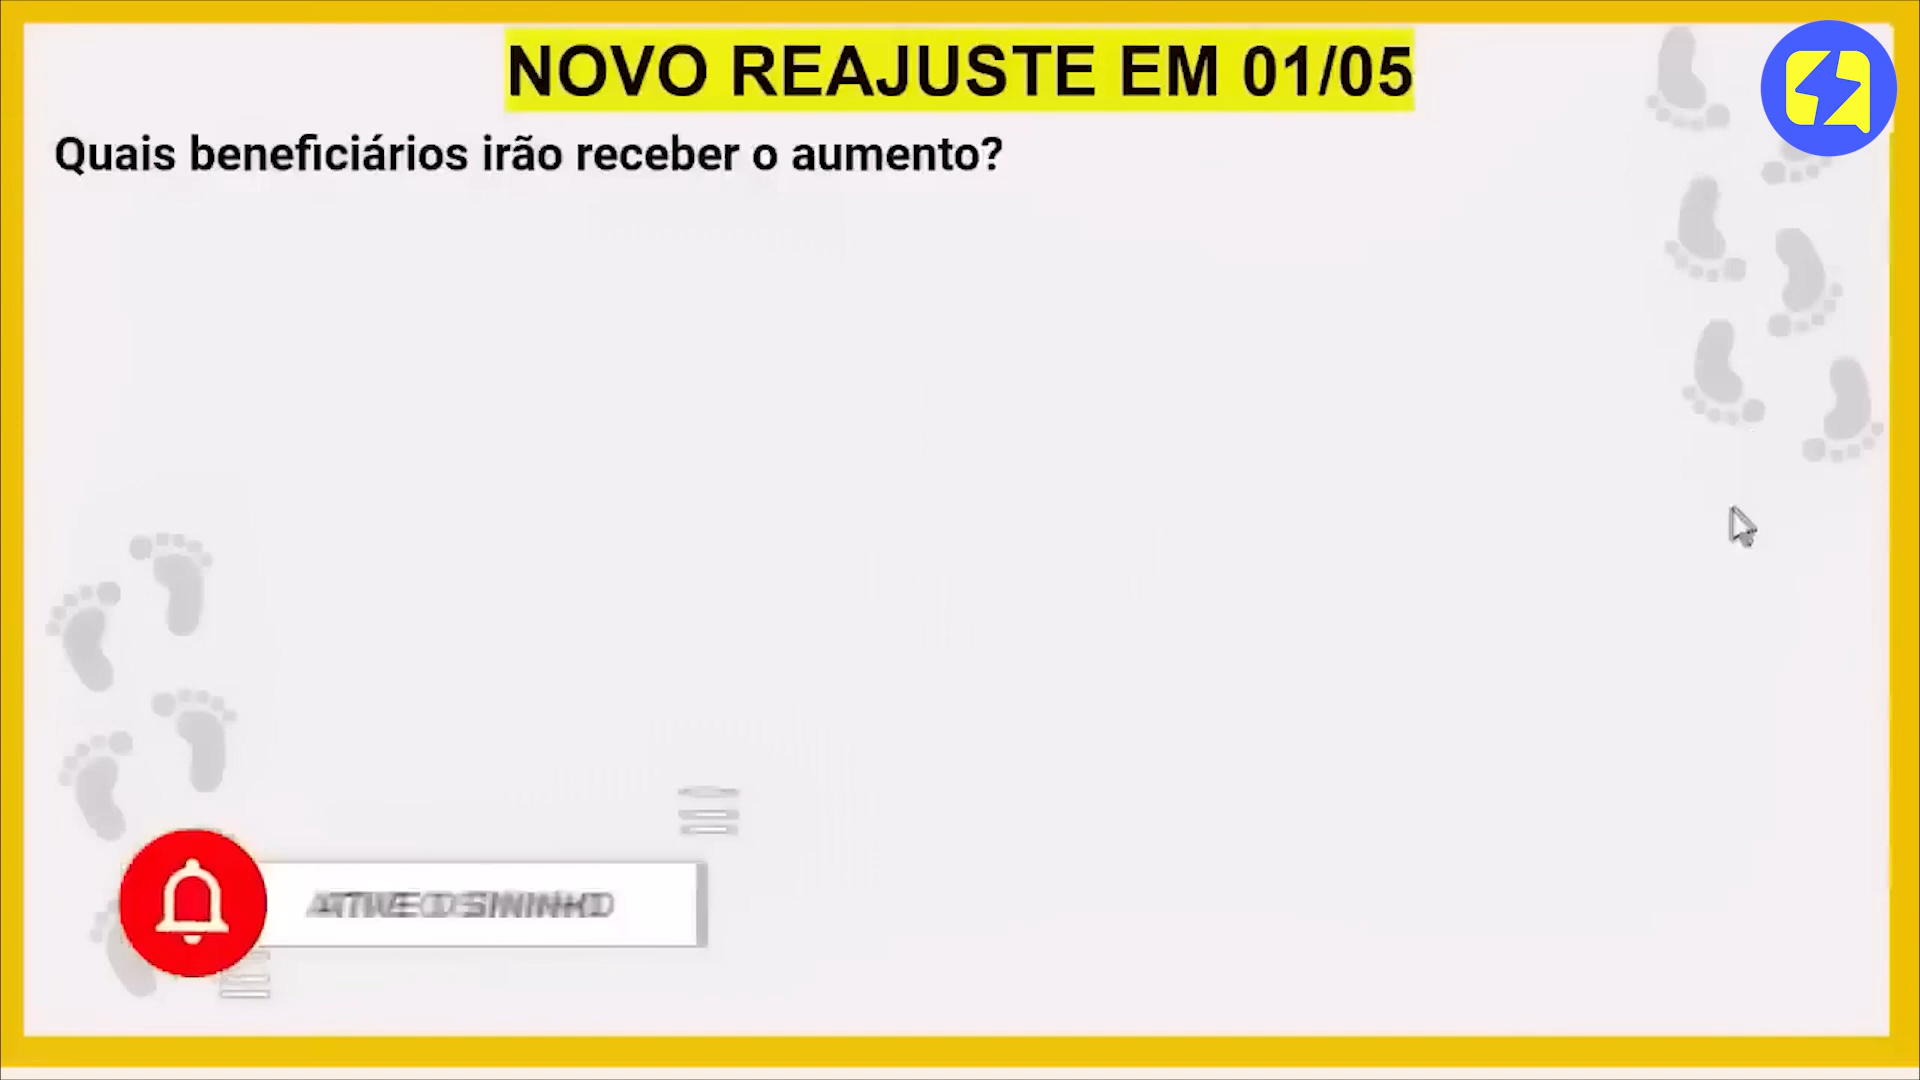 NOVO REAJUSTE EM 01/05
Quais beneficiários irão receber o aumento?